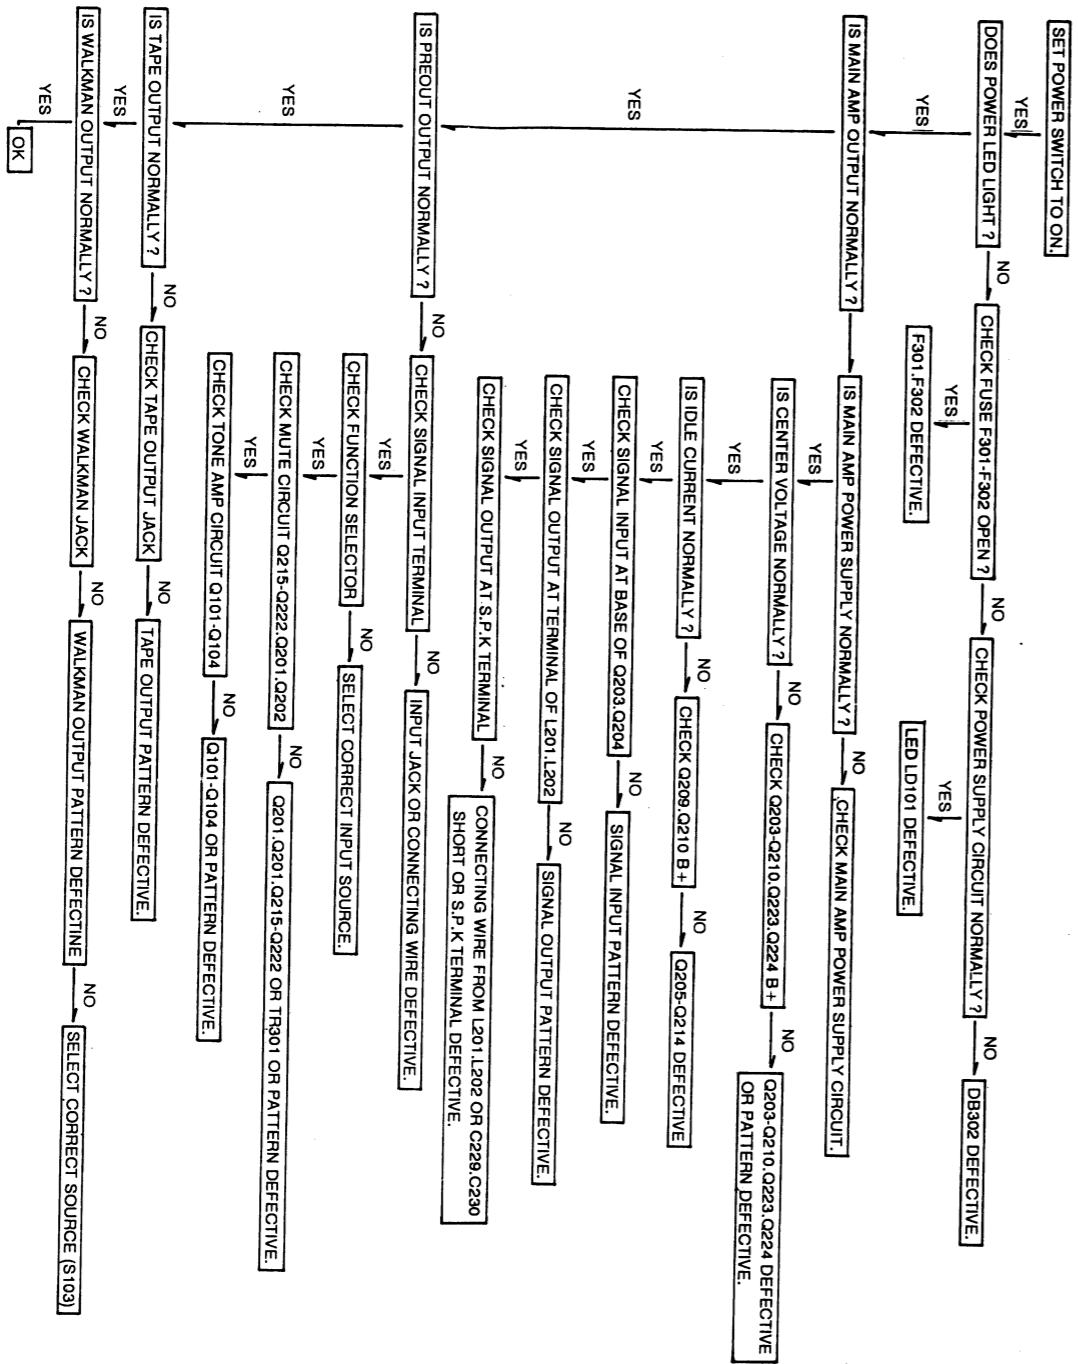 SET POWER SWITCH TO ON.
YES
DOES POWER LED LIGHT ?
NO
CHECK FUSE F301-F302 OPEN ?
NO
CHECK POWER SUPPLY CIRCUIT NORMALLY ?
NO
DB302 DEFECTIVE.
YES
F301.F302 DEFECTIVE.
YES
LED LD101 DEFECTIVE.
YES
IS MAIN AMP OUTPUT NORMALLY ?
IS MAIN AMP POWER SUPPLY NORMALLY ?
NO
CHECK MAIN AMP POWER SUPPLY CIRCUIT.
YES
IS CENTER VOLTAGE NORMALLY ?
NO
CHECK Q203-Q210.Q223.Q224 B+
NO
Q203-Q210.Q223.Q224 DEFECTIVE
OR PATTERN DEFECTIVE.
YES
IS IDLE CURRENT NORMALLY ?
NO
CHECK Q209.Q210 B+
NO
Q205-Q214 DEFECTIVE
YES
CHECK SIGNAL INPUT AT BASE OF Q203.Q204
NO
SIGNAL INPUT PATTERN DEFECTIVE.
YES
CHECK SIGNAL OUTPUT AT TERMINAL OF L201.L202
NO
SIGNAL OUTPUT PATTERN DEFECTIVE.
YES
CHECK SIGNAL OUTPUT AT S.P.K TERMINAL
NO
CONNECTING WIRE FROM L201.L202 OR C229.C230
SHORT OR S.P.K TERMINAL DEFECTIVE.
YES
IS PREOUT OUTPUT NORMALLY ?
NO
CHECK SIGNAL INPUT TERMINAL
NO
INPUT JACK OR CONNECTING WIRE DEFECTIVE.
YES
CHECK FUNCTION SELECTOR
NO
SELECT CORRECT INPUT SOURCE.
YES
CHECK MUTE CIRCUIT Q215-Q222.Q201.Q202
NO
Q201.Q201.Q215-Q222 OR TR301 OR PATTERN DEFECTIVE.
YES
CHECK TONE AMP CIRCUIT Q101-Q104
NO
Q101-Q104 OR PATTERN DEFECTIVE.
YES
IS TAPE OUTPUT NORMALLY ?
NO
CHECK TAPE OUTPUT JACK
NO
TAPE OUTPUT PATTERN DEFECTIVE.
YES
IS WALKMAN OUTPUT NORMALLY ?
NO
CHECK WALKMAN JACK
NO
WALKMAN OUTPUT PATTERN DEFECTINE
NO
SELECT CORRECT SOURCE (S103)
YES
OK